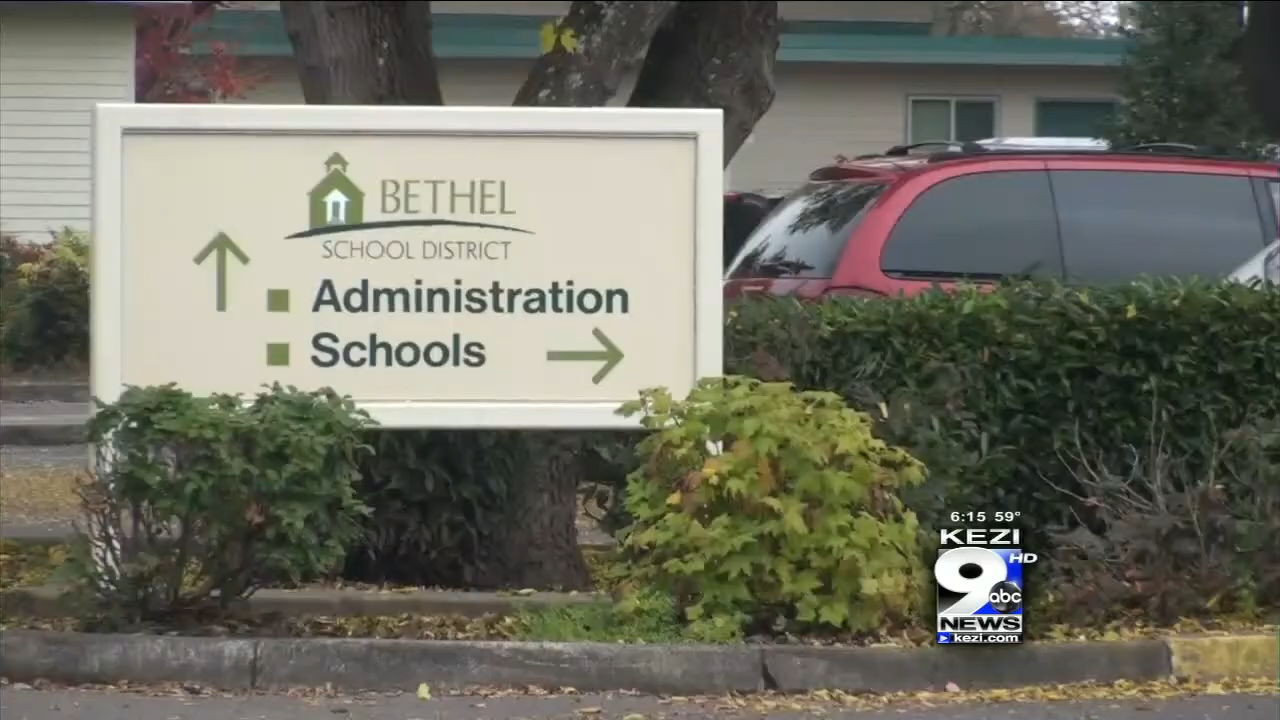 BETHEL
SCHOOL DISTRICT
Administration
Schools
6:15 59°
KEZI
9 HD
abc
NEWS
kezi.com